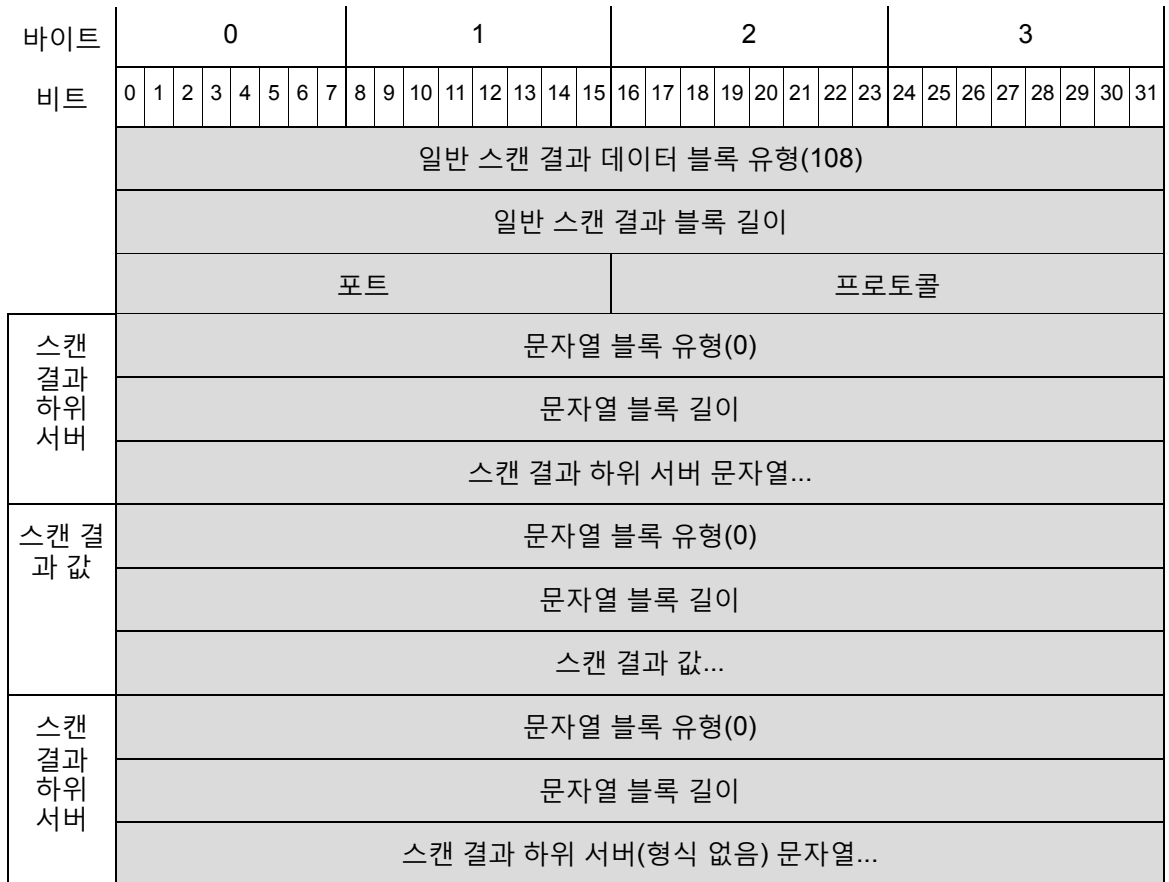 바이트 0 1 2 3
비트 0 1 2 3 4 5 6 7 8 9 10 11 12 13 14 15 16 17 18 19 20 21 22 23 24 25 26 27 28 29 30 31
일반 스캔 결과 데이터 블록 유형(108)
일반 스캔 결과 블록 길이
포트 프로토콜
스캔
결과
하위
서버
문자열 블록 유형(0)
문자열 블록 길이
스캔 결과 하위 서버 문자열...
스캔 결
과 값
문자열 블록 유형(0)
문자열 블록 길이
스캔 결과 값...
스캔
결과
하위
서버
문자열 블록 유형(0)
문자열 블록 길이
스캔 결과 하위 서버(형식 없음) 문자열...